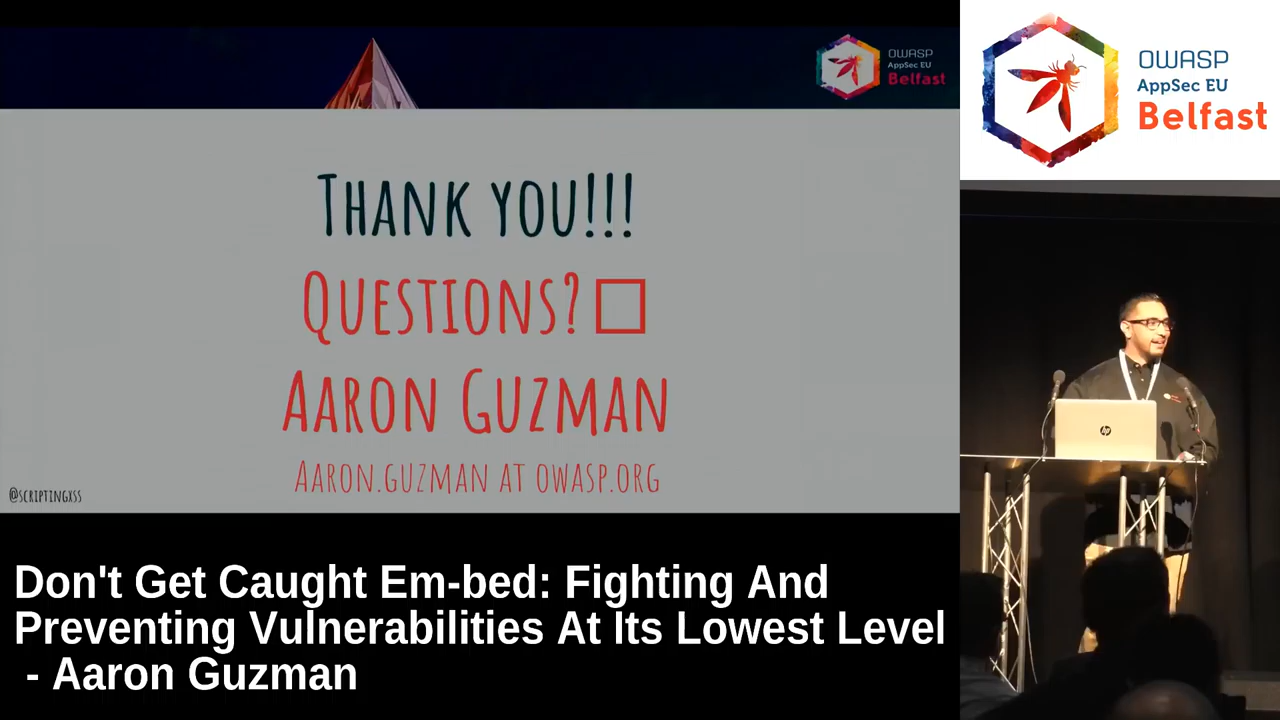 OWASP
AppSec EU
Belfast
THANK YOU!!!
QUESTIONS?
AARON GUZMAN
AARON.GUZMAN AT OWASP.ORG
@SCRIPTINGXSS
OWASP
AppSec EU
Belfast
hp
Don't Get Caught Em-bed: Fighting And
Preventing Vulnerabilities At Its Lowest Level
- Aaron Guzman